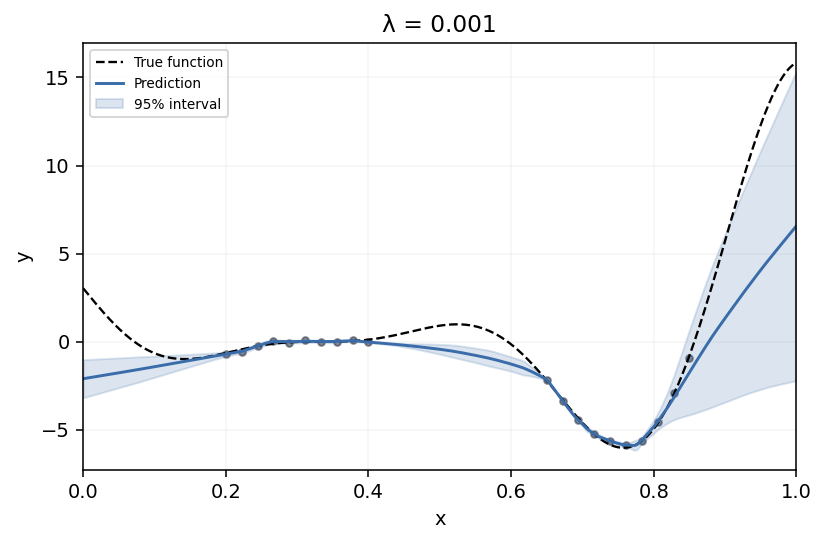 λ = 0.001
True function
Prediction
95% interval
y
15
10
5
0
−5
0.0 0.2 0.4 0.6 0.8 1.0
x